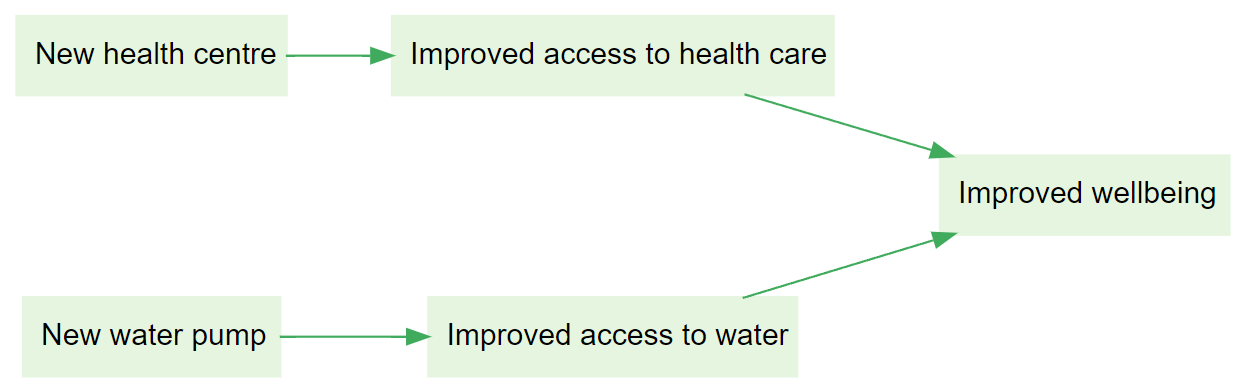 New health centre
Improved access to health care
Improved wellbeing
New water pump
Improved access to water